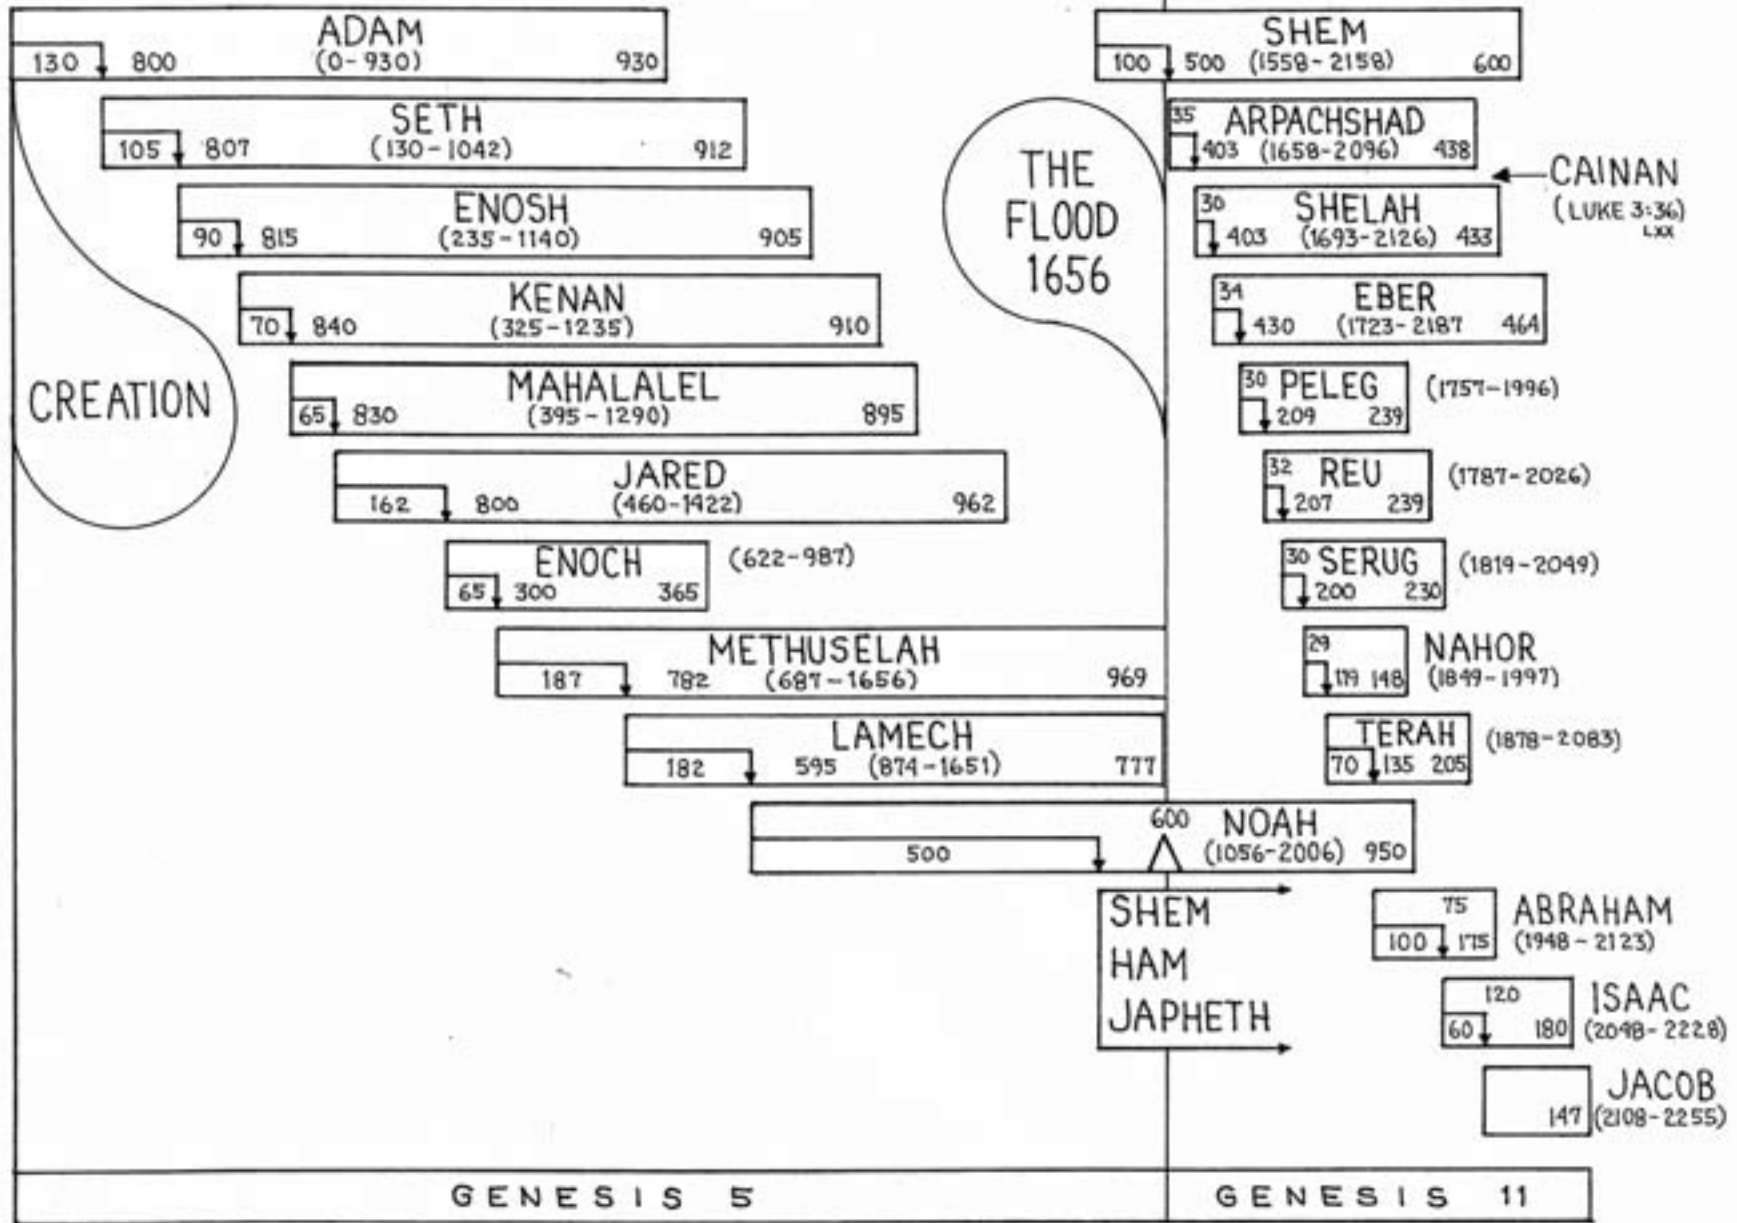 ADAM
(0-930)
130 800 930
SETH
(130-1042)
105 807 912
ENOSH
(235-1140)
90 815 905
KENAN
(325-1235)
70 840 910
MAHALALEL
(395-1290)
65 830 895
JARED
(460-1422)
162 800 962
ENOCH (622-987)
65 300 365
METHUSELAH
187 782 (687-1656) 969
LAMECH
182 595 (874-1651) 777
600 NOAH
500 (1056-2006) 950
CREATION
THE
FLOOD
1656
SHEM
100 500 (1558-2158) 600
35 ARPACHSHAD
403 (1658-2096) 438
CAINAN
(LUKE 3:36)
LXX
30 SHELAH
403 (1693-2126) 433
34 EBER
430 (1723-2187 464
30 PELEG (1757-1996)
209 239
32 REU (1787-2026)
207 239
30 SERUG (1819-2049)
200 230
29 NAHOR
119 148 (1849-1997)
TERAH (1878-2083)
70 135 205
SHEM
HAM
JAPHETH
75 ABRAHAM
100 175 (1948-2123)
120 ISAAC
60 180 (2098-2228)
JACOB
147 (2108-2255)
GENESIS 5 GENESIS 11